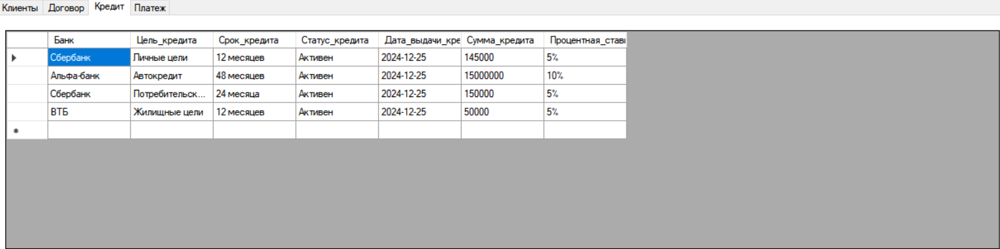 Клиенты Договор Кредит Платеж
Банк Цель_кредита Срок_кредита Статус_кредита Дата_выдачи_кре Сумма_кредита Процентная_став
Сбербанк Личные цели 12 месяцев Активен 2024-12-25 145000 5%
Альфа-банк Автокредит 48 месяцев Активен 2024-12-25 15000000 10%
Сбербанк Потребительск... 24 месяца Активен 2024-12-25 150000 5%
ВТБ Жилищные цели 12 месяцев Активен 2024-12-25 50000 5%